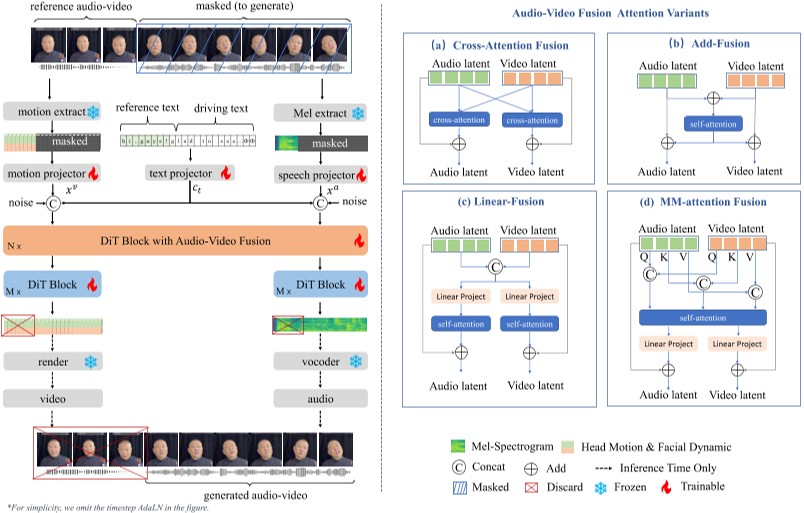 reference audio-video
masked (to generate)
motion extract
reference text
driving text
Mel extract
masked
masked
motion projector
text projector
speech projector
x^v
c_t
x^a
noise
C
C
noise
N x
DiT Block with Audio-Video Fusion
M x
DiT Block
M x
DiT Block
render
vocoder
video
audio
generated audio-video
*For simplicity, we omit the timestep AdaLN in the figure.
Audio-Video Fusion Attention Variants
(a) Cross-Attention Fusion
Audio latent Video latent
cross-attention
cross-attention
Audio latent Video latent
(b) Add-Fusion
Audio latent Video latent
self-attention
Audio latent Video latent
(c) Linear-Fusion
Audio latent Video latent
C
Linear Project
Linear Project
self-attention
self-attention
Audio latent Video latent
(d) MM-attention Fusion
Audio latent Video latent
Q K V Q K V
C
C
C
self-attention
Linear Project
Linear Project
Audio latent Video latent
Mel-Spectrogram
Head Motion & Facial Dynamic
C Concat
Add
Inference Time Only
Masked
Discard
Frozen
Trainable